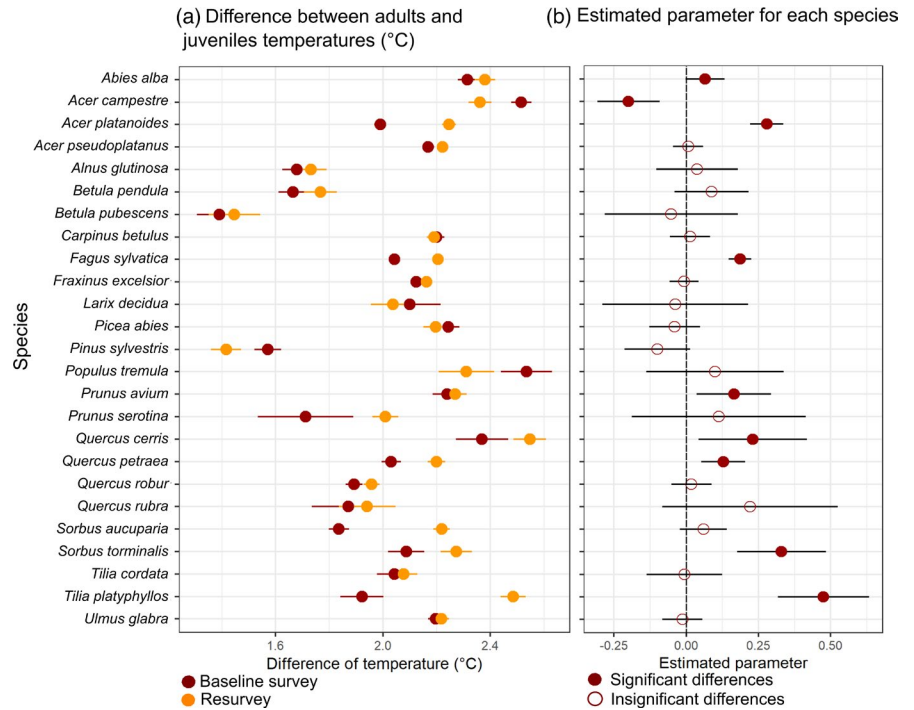 (a) Difference between adults and
juveniles temperatures (°C)
(b) Estimated parameter for each species
Species
Abies alba
Acer campestre
Acer platanoides
Acer pseudoplatanus
Alnus glutinosa
Betula pendula
Betula pubescens
Carpinus betulus
Fagus sylvatica
Fraxinus excelsior
Larix decidua
Picea abies
Pinus sylvestris
Populus tremula
Prunus avium
Prunus serotina
Quercus cerris
Quercus petraea
Quercus robur
Quercus rubra
Sorbus aucuparia
Sorbus torminalis
Tilia cordata
Tilia platyphyllos
Ulmus glabra
1.6 2.0 2.4
Difference of temperature (°C)
Baseline survey
Resurvey
-0.25 0.00 0.25 0.50
Estimated parameter
Significant differences
Insignificant differences